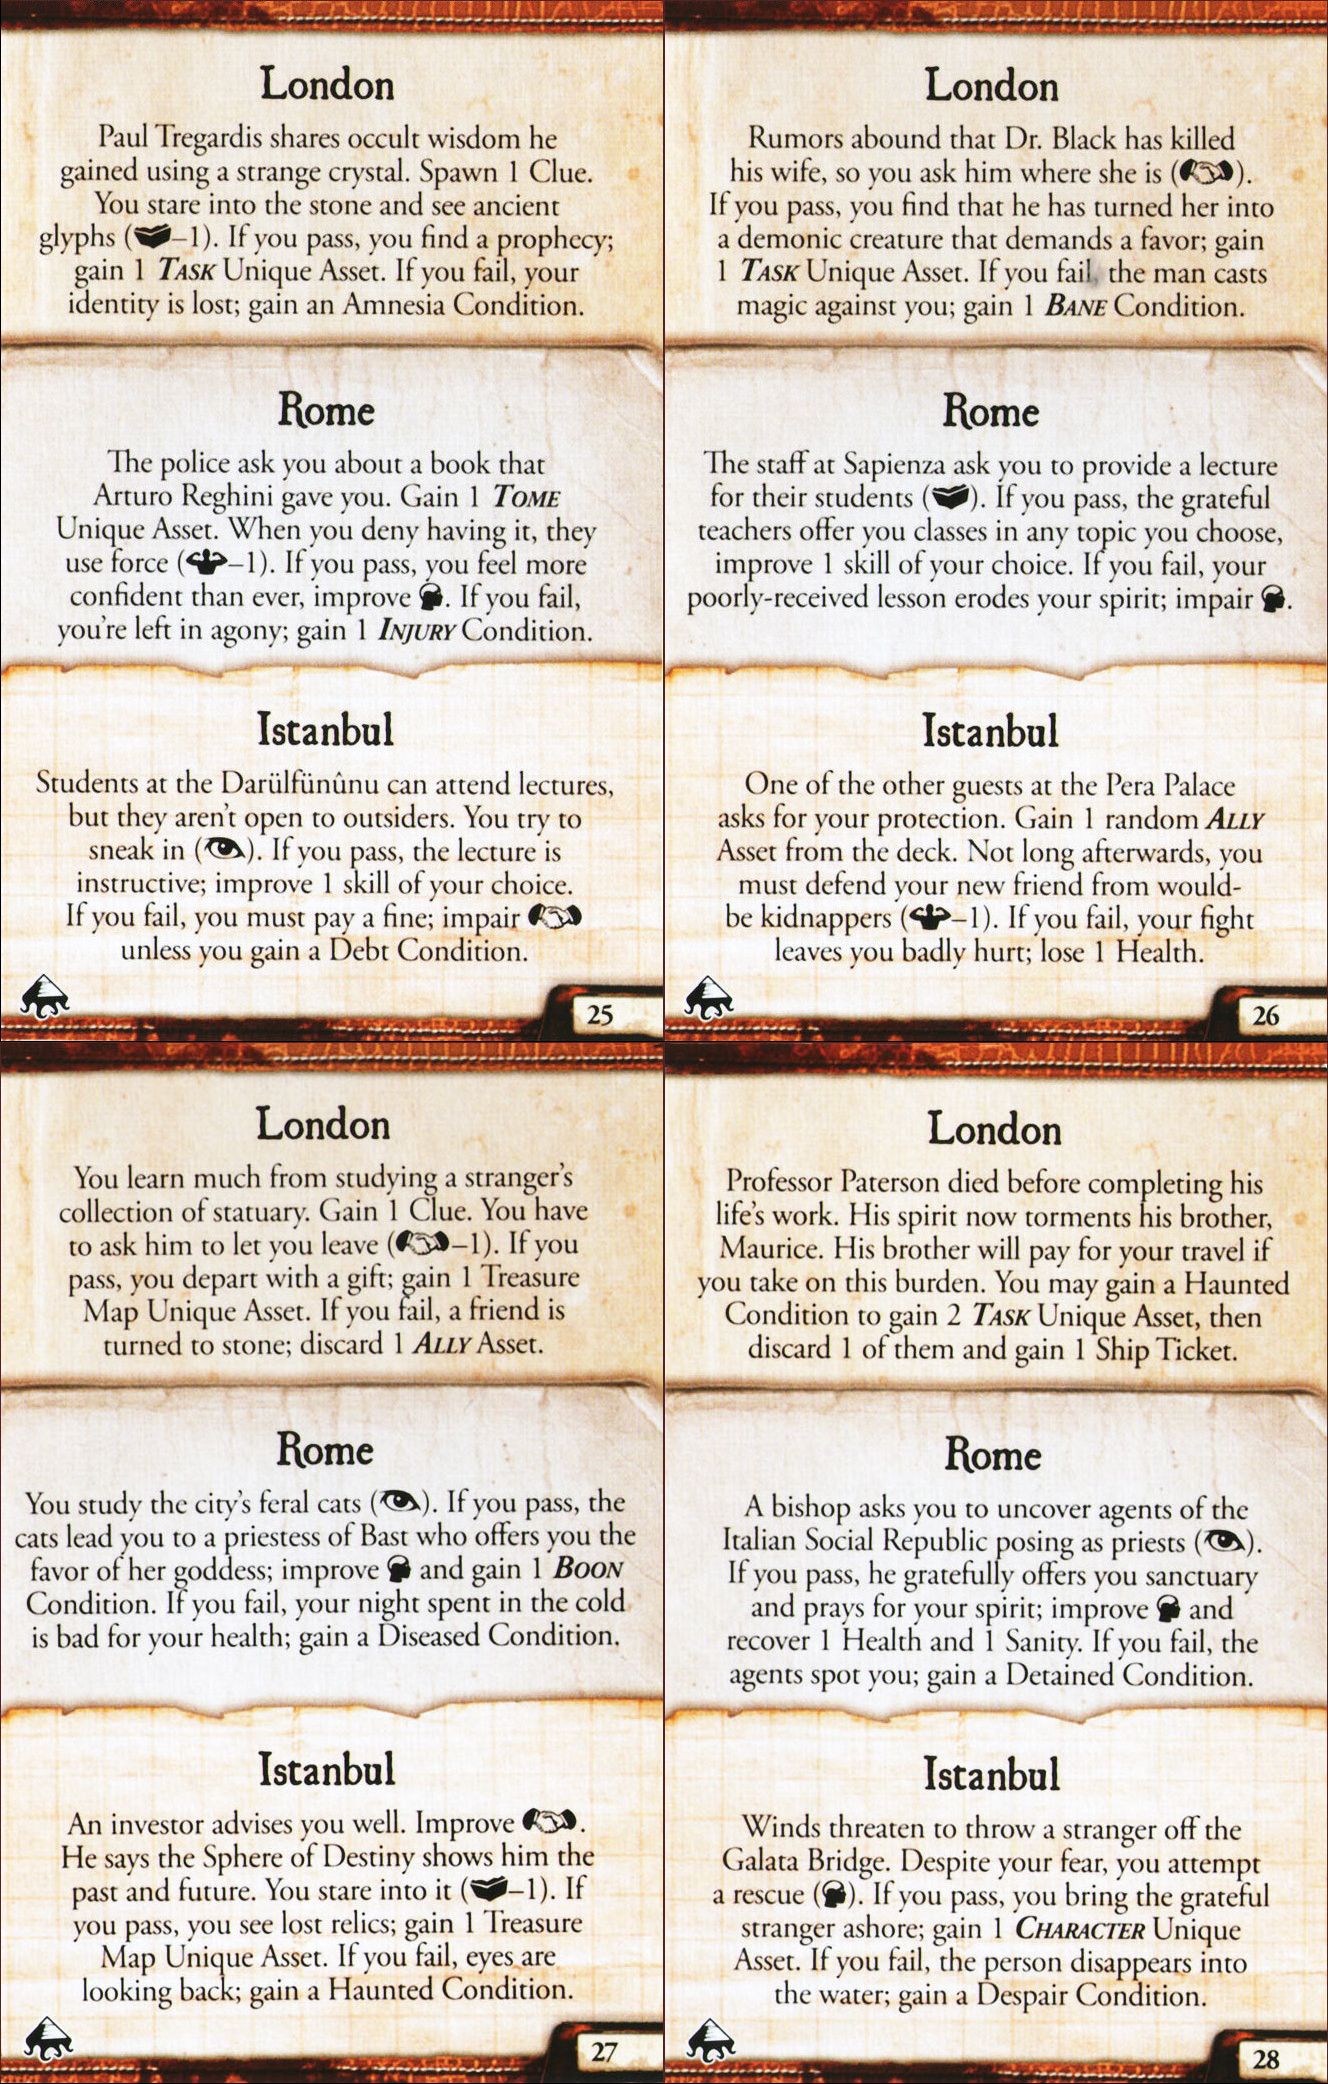 London
Paul Tregardis shares occult wisdom he
gained using a strange crystal. Spawn 1 Clue.
You stare into the stone and see ancient
glyphs (–1). If you pass, you find a prophecy;
gain 1 TASK Unique Asset. If you fail, your
identity is lost; gain an Amnesia Condition.
Rome
The police ask you about a book that
Arturo Reghini gave you. Gain 1 TOME
Unique Asset. When you deny having it, they
use force (–1). If you pass, you feel more
confident than ever, improve . If you fail,
you're left in agony; gain 1 INJURY Condition.
Istanbul
Students at the Darülfünûnu can attend lectures,
but they aren't open to outsiders. You try to
sneak in (). If you pass, the lecture is
instructive; improve 1 skill of your choice.
If you fail, you must pay a fine; impair
unless you gain a Debt Condition.
25
London
Rumors abound that Dr. Black has killed
his wife, so you ask him where she is ().
If you pass, you find that he has turned her into
a demonic creature that demands a favor; gain
1 TASK Unique Asset. If you fail, the man casts
magic against you; gain 1 BANE Condition.
Rome
The staff at Sapienza ask you to provide a lecture
for their students (). If you pass, the grateful
teachers offer you classes in any topic you choose,
improve 1 skill of your choice. If you fail, your
poorly-received lesson erodes your spirit; impair .
Istanbul
One of the other guests at the Pera Palace
asks for your protection. Gain 1 random ALLY
Asset from the deck. Not long afterwards, you
must defend your new friend from would-
be kidnappers (–1). If you fail, your fight
leaves you badly hurt; lose 1 Health.
26
London
You learn much from studying a stranger's
collection of statuary. Gain 1 Clue. You have
to ask him to let you leave (–1). If you
pass, you depart with a gift; gain 1 Treasure
Map Unique Asset. If you fail, a friend is
turned to stone; discard 1 ALLY Asset.
Rome
You study the city's feral cats (). If you pass, the
cats lead you to a priestess of Bast who offers you the
favor of her goddess; improve and gain 1 BOON
Condition. If you fail, your night spent in the cold
is bad for your health; gain a Diseased Condition.
Istanbul
An investor advises you well. Improve .
He says the Sphere of Destiny shows him the
past and future. You stare into it (–1). If
you pass, you see lost relics; gain 1 Treasure
Map Unique Asset. If you fail, eyes are
looking back; gain a Haunted Condition.
27
London
Professor Paterson died before completing his
life's work. His spirit now torments his brother,
Maurice. His brother will pay for your travel if
you take on this burden. You may gain a Haunted
Condition to gain 2 TASK Unique Asset, then
discard 1 of them and gain 1 Ship Ticket.
Rome
A bishop asks you to uncover agents of the
Italian Social Republic posing as priests ().
If you pass, he gratefully offers you sanctuary
and prays for your spirit; improve and
recover 1 Health and 1 Sanity. If you fail, the
agents spot you; gain a Detained Condition.
Istanbul
Winds threaten to throw a stranger off the
Galata Bridge. Despite your fear, you attempt
a rescue (). If you pass, you bring the grateful
stranger ashore; gain 1 CHARACTER Unique
Asset. If you fail, the person disappears into
the water; gain a Despair Condition.
28